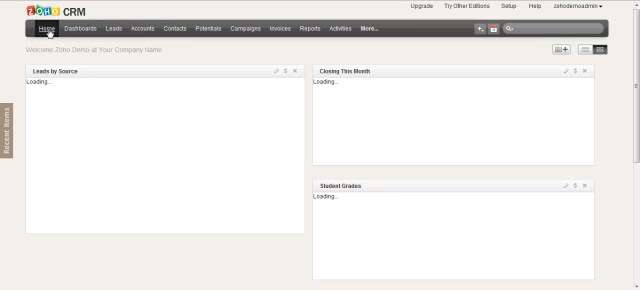 Upgrade Try Other Editions Setup Help zohodemoadmin
ZOHO CRM
Home Dashboards Leads Accounts Contacts Potentials Campaigns Invoices Reports Activities More...
Welcome Zoho Demo at Your Company Name
Recent Items
Leads by Source
Loading...
Closing This Month
Loading...
Student Grades
Loading...